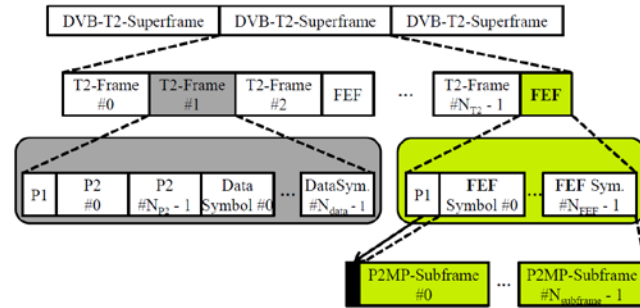 DVB-T2-Superframe DVB-T2-Superframe DVB-T2-Superframe
T2-Frame #0
T2-Frame #1
T2-Frame #2
FEF
...
T2-Frame #N_T2 - 1
FEF
P1
P2 #0
P2 #N_P2 - 1
Data Symbol #0
...
DataSym. #N_data - 1
P1
FEF Symbol #0
...
FEF Sym. #N_FEF - 1
P2MP-Subframe #0
...
P2MP-Subframe #N_subframe - 1